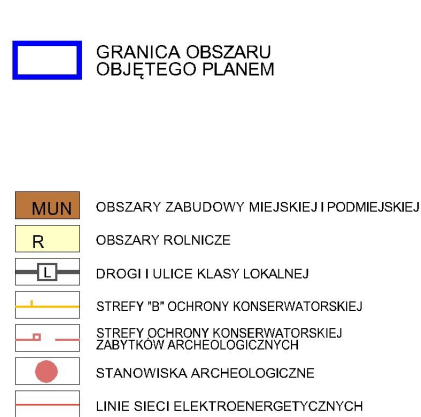 GRANICA OBSZARU
OBJĘTEGO PLANEM
MUN OBSZARY ZABUDOWY MIEJSKIEJ I PODMIEJSKIEJ
R OBSZARY ROLNICZE
L DROGI I ULICE KLASY LOKALNEJ
STREFY "B" OCHRONY KONSERWATORSKIEJ
STREFY OCHRONY KONSERWATORSKIEJ
ZABYTKÓW ARCHEOLOGICZNYCH
STANOWISKA ARCHEOLOGICZNE
LINIE SIECI ELEKTROENERGETYCZNYCH